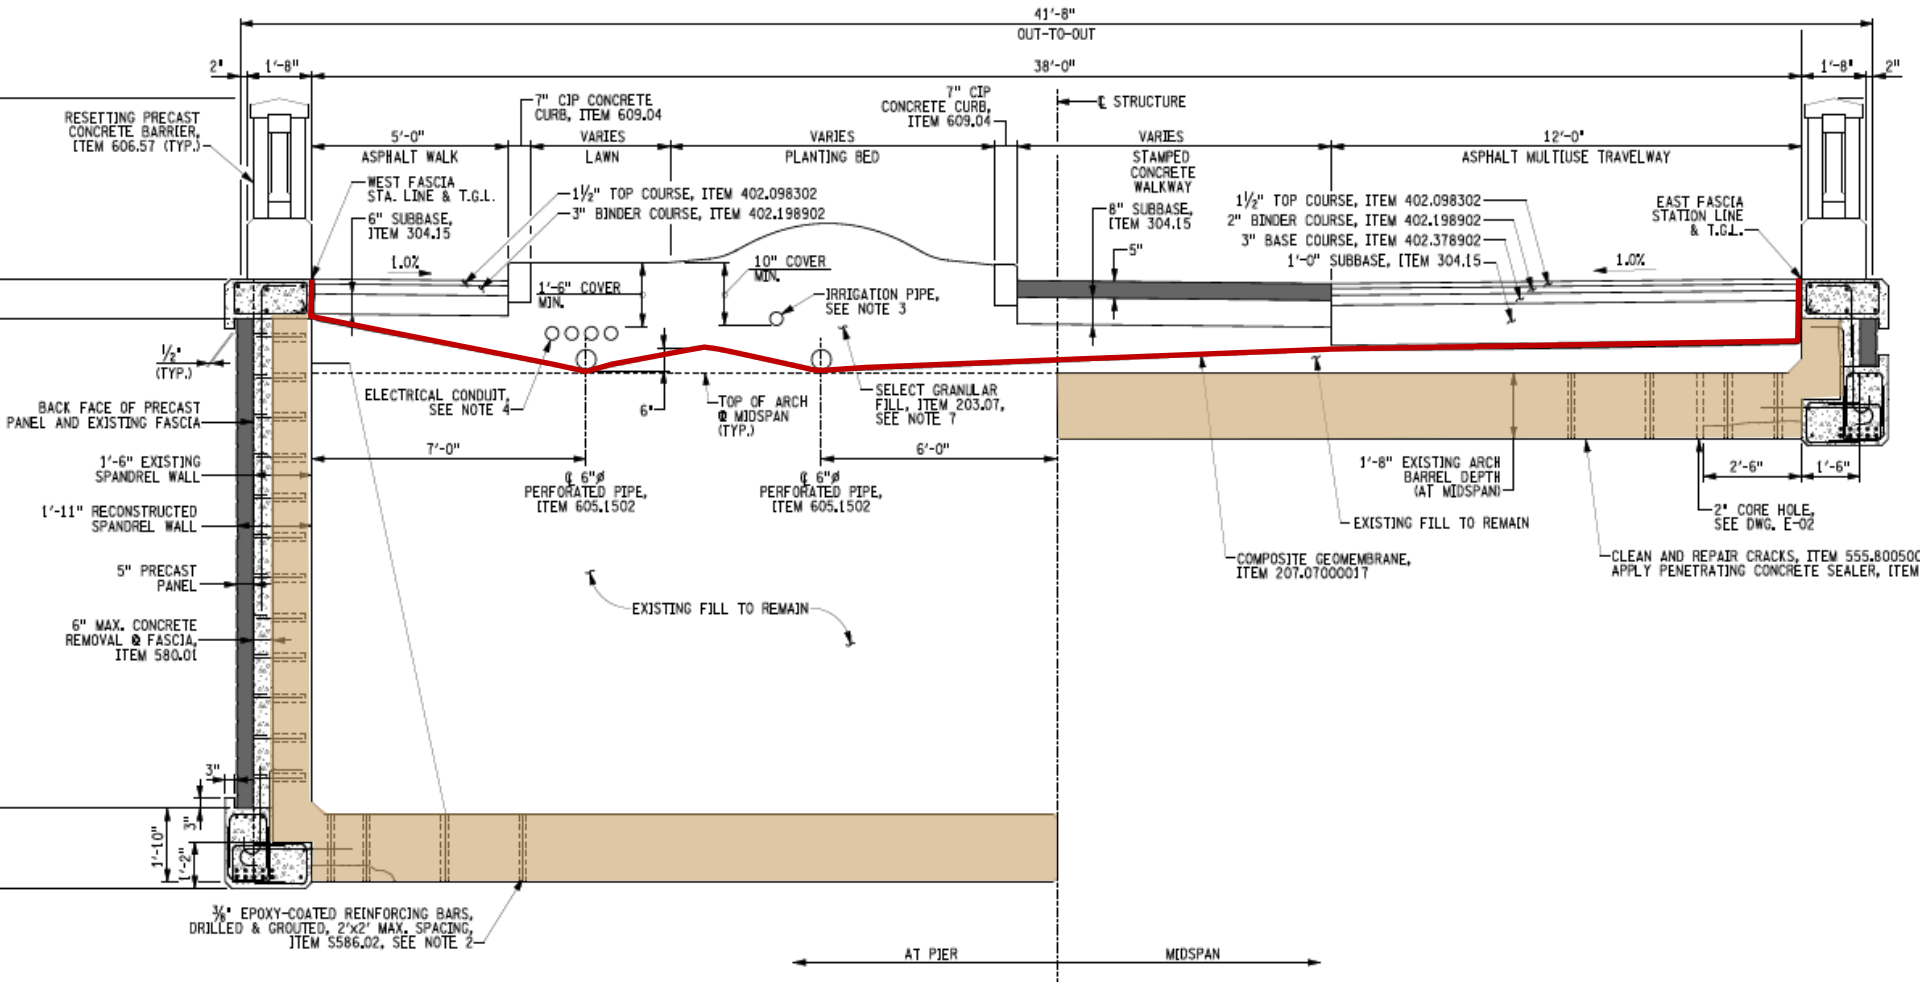 41'-8"
OUT-TO-OUT
2"
1'-8"
38'-0"
1'-8"
2"
RESETTING PRECAST
CONCRETE BARRIER,
ITEM 606.57 (TYP.)
7" CIP CONCRETE
CURB, ITEM 609.04
7" CIP
CONCRETE CURB,
ITEM 609.04
℄ STRUCTURE
5'-0"
ASPHALT WALK
VARIES
LAWN
VARIES
PLANTING BED
VARIES
STAMPED
CONCRETE
WALKWAY
12'-0"
ASPHALT MULTIUSE TRAVELWAY
WEST FASCIA
STA. LINE & T.G.L.
6" SUBBASE,
ITEM 304.15
1½" TOP COURSE, ITEM 402.098302
3" BINDER COURSE, ITEM 402.198902
8" SUBBASE,
ITEM 304.15
5"
1½" TOP COURSE, ITEM 402.098302
2" BINDER COURSE, ITEM 402.198902
3" BASE COURSE, ITEM 402.378902
1'-0" SUBBASE, ITEM 304.15
EAST FASCIA
STATION LINE
& T.G.L.
1.0%
1'-6" COVER
MIN.
10" COVER
MIN.
IRRIGATION PIPE,
SEE NOTE 3
1.0%
½"
(TYP.)
ELECTRICAL CONDUIT,
SEE NOTE 4
6"
TOP OF ARCH
@ MIDSPAN
(TYP.)
SELECT GRANULAR
FILL, ITEM 203.07,
SEE NOTE 7
BACK FACE OF PRECAST
PANEL AND EXISTING FASCIA
7'-0"
6'-0"
1'-6" EXISTING
SPANDREL WALL
℄ 6"Ø
PERFORATED PIPE,
ITEM 605.1502
℄ 6"Ø
PERFORATED PIPE,
ITEM 605.1502
1'-8" EXISTING ARCH
BARREL DEPTH
(AT MIDSPAN)
2'-6"
1'-6"
1'-11" RECONSTRUCTED
SPANDREL WALL
EXISTING FILL TO REMAIN
2" CORE HOLE,
SEE DWG. E-02
COMPOSITE GEOMEMBRANE,
ITEM 207.07000017
CLEAN AND REPAIR CRACKS, ITEM 555.800500
APPLY PENETRATING CONCRETE SEALER, ITEM
5" PRECAST
PANEL
EXISTING FILL TO REMAIN
6" MAX. CONCRETE
REMOVAL @ FASCIA,
ITEM 580.01
3"
3"
1'-10"
1'-2"
⅜" EPOXY-COATED REINFORCING BARS,
DRILLED & GROUTED, 2'x2' MAX. SPACING,
ITEM S586.02, SEE NOTE 2
AT PIER
MIDSPAN